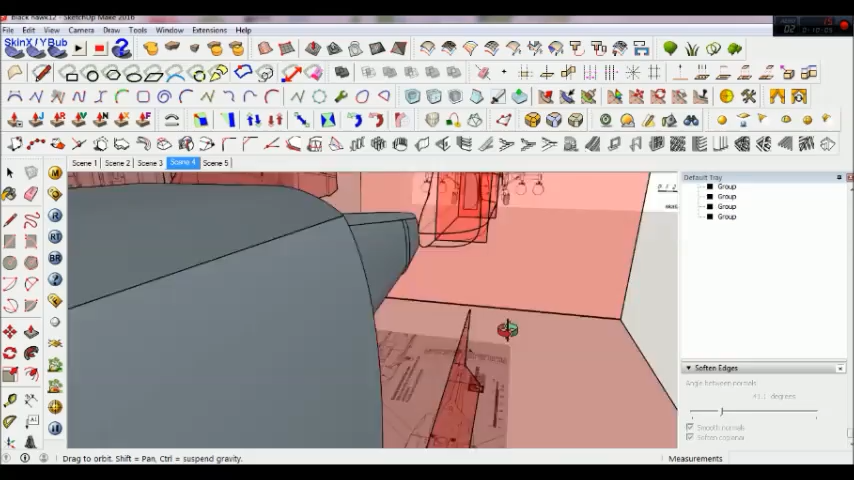 Black hawk12 - SketchUp Make 2016
File Edit View Camera Draw Tools Window Extensions Help
SkinX/YBub
Scene 1 Scene 2 Scene 3 Scene 4 Scene 5
Default Tray
Group
Group
Group
Group
Soften Edges
Angle between normals
degrees
Smooth normals
Soften coplanar
Drag to orbit. Shift = Pan, Ctrl = suspend gravity.
Measurements